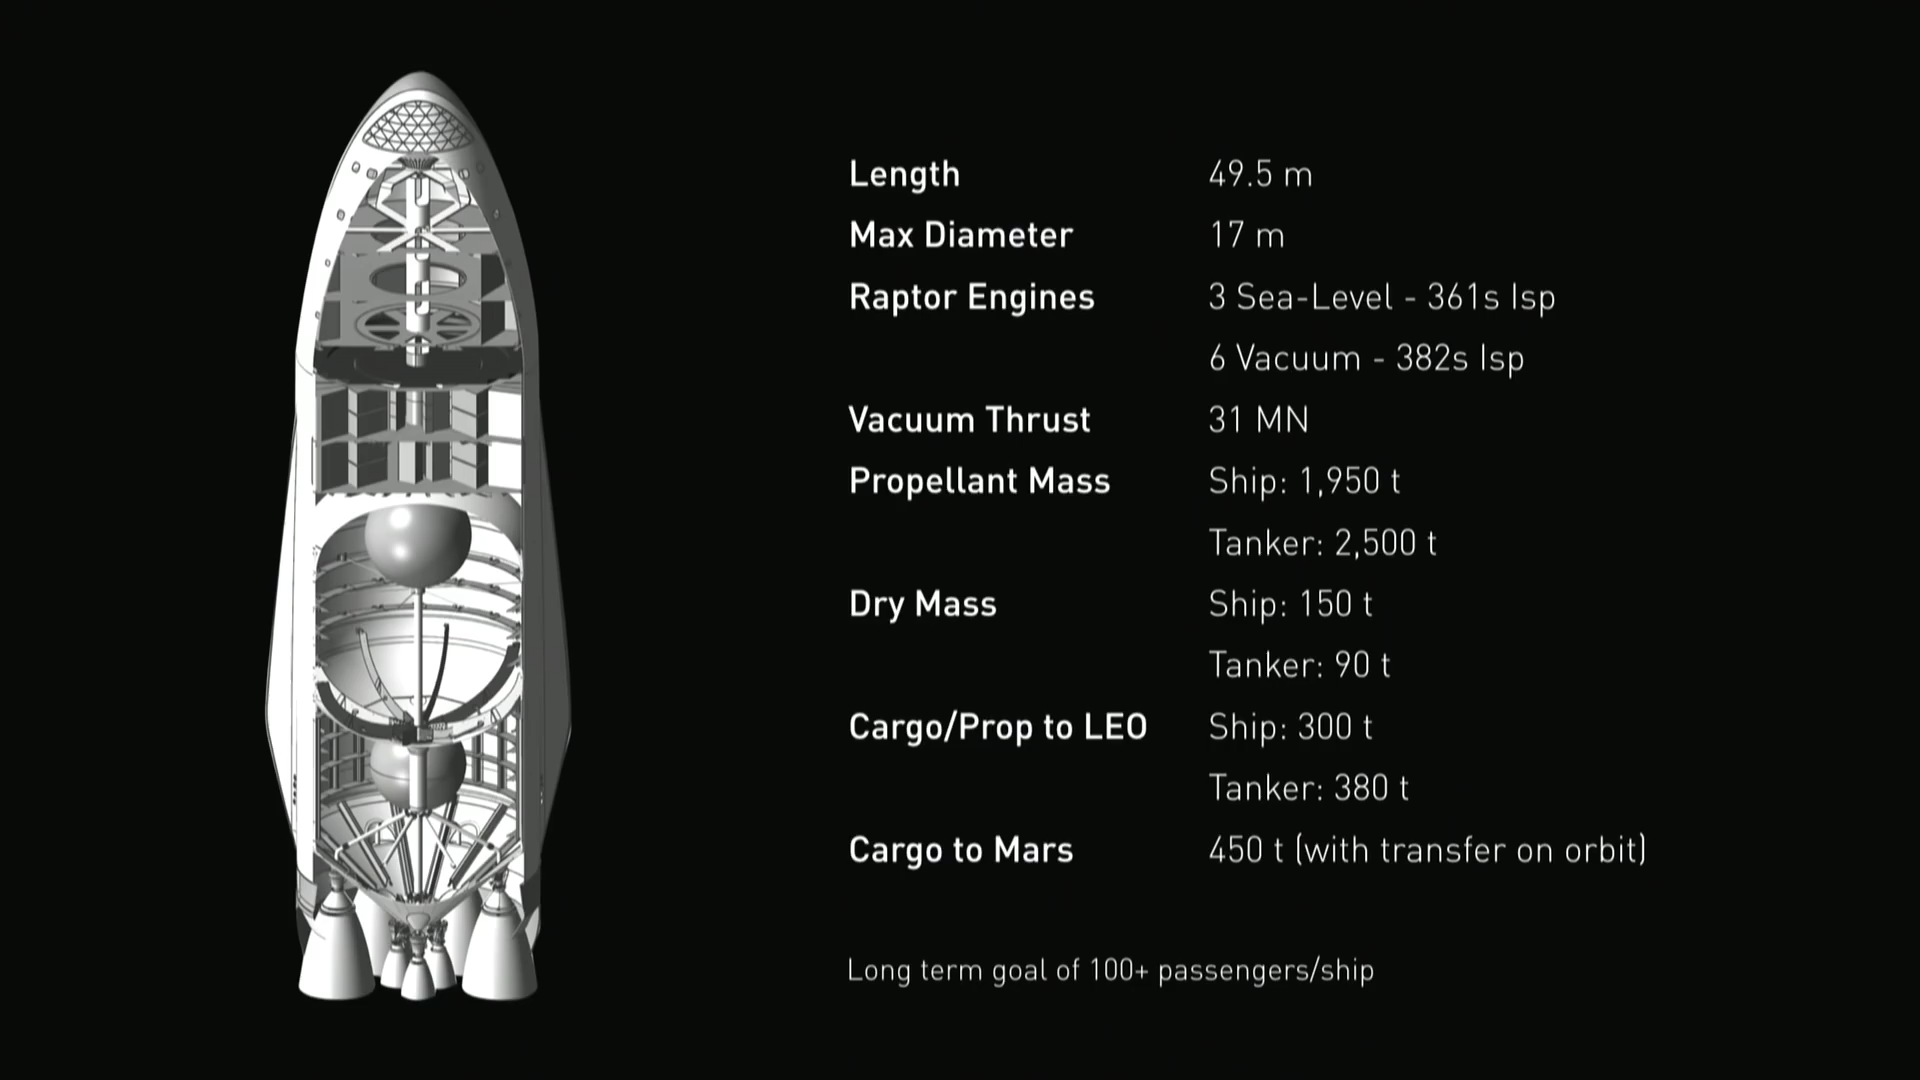 Length 49.5 m
Max Diameter 17 m
Raptor Engines 3 Sea-Level - 361s Isp
6 Vacuum - 382s Isp
Vacuum Thrust 31 MN
Propellant Mass Ship: 1,950 t
Tanker: 2,500 t
Dry Mass Ship: 150 t
Tanker: 90 t
Cargo/Prop to LEO Ship: 300 t
Tanker: 380 t
Cargo to Mars 450 t (with transfer on orbit)
Long term goal of 100+ passengers/ship